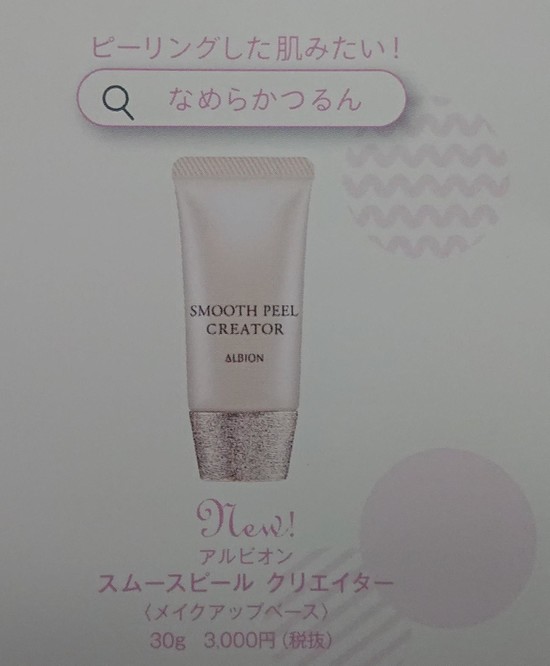 ピーリングした肌みたい!
なめらかつるん
SMOOTH PEEL
CREATOR
ALBION
New!
アルビオン
スムースピール クリエイター
〈メイクアップベース〉
30g 3,000円(税抜)